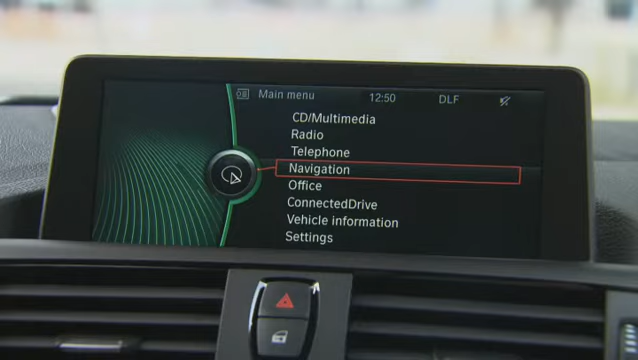 Main menu 12:50 DLF
CD/Multimedia
Radio
Telephone
Navigation
Office
ConnectedDrive
Vehicle information
Settings